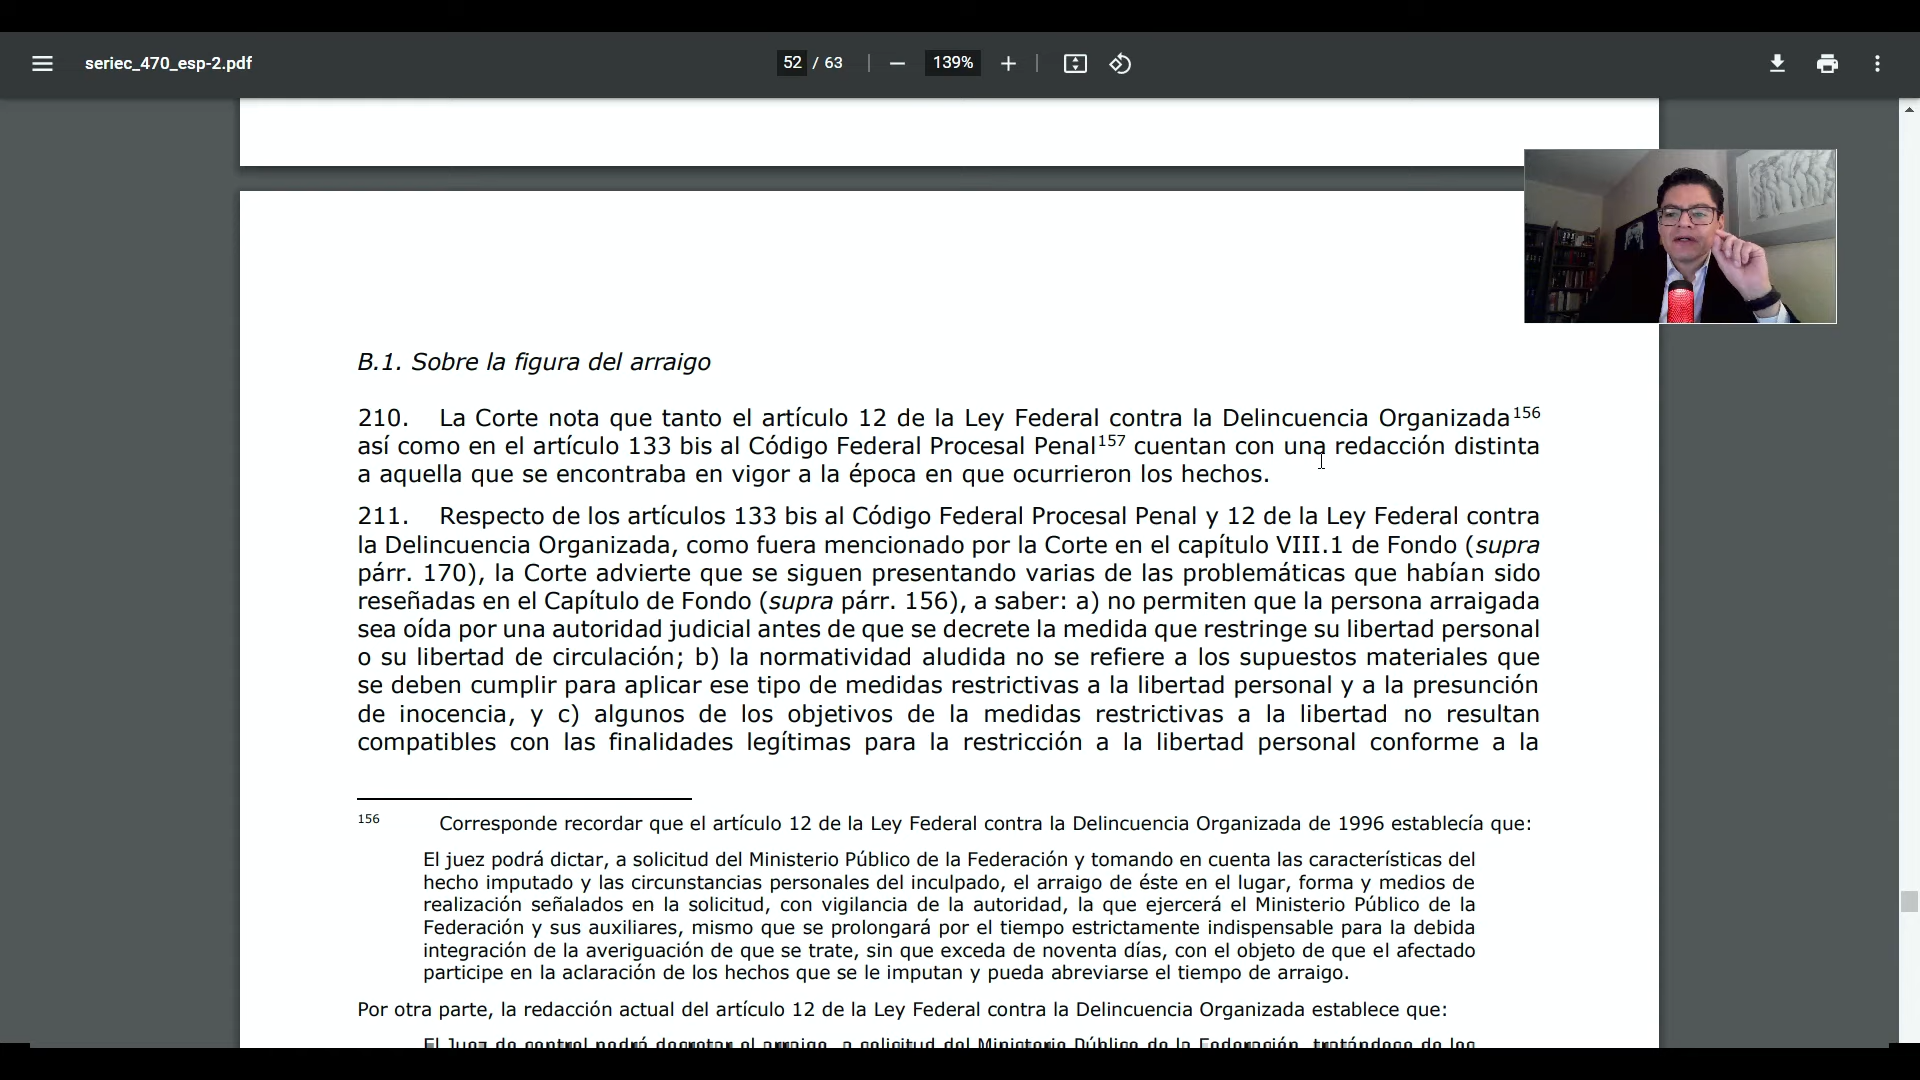 seriec_470_esp-2.pdf
52 / 63
139%
B.1. Sobre la figura del arraigo
210. La Corte nota que tanto el artículo 12 de la Ley Federal contra la Delincuencia Organizada156
así como en el artículo 133 bis al Código Federal Procesal Penal157 cuentan con una redacción distinta
a aquella que se encontraba en vigor a la época en que ocurrieron los hechos.
211. Respecto de los artículos 133 bis al Código Federal Procesal Penal y 12 de la Ley Federal contra
la Delincuencia Organizada, como fuera mencionado por la Corte en el capítulo VIII.1 de Fondo (supra
párr. 170), la Corte advierte que se siguen presentando varias de las problemáticas que habían sido
reseñadas en el Capítulo de Fondo (supra párr. 156), a saber: a) no permiten que la persona arraigada
sea oída por una autoridad judicial antes de que se decrete la medida que restringe su libertad personal
o su libertad de circulación; b) la normatividad aludida no se refiere a los supuestos materiales que
se deben cumplir para aplicar ese tipo de medidas restrictivas a la libertad personal y a la presunción
de inocencia, y c) algunos de los objetivos de la medidas restrictivas a la libertad no resultan
compatibles con las finalidades legítimas para la restricción a la libertad personal conforme a la
156 Corresponde recordar que el artículo 12 de la Ley Federal contra la Delincuencia Organizada de 1996 establecía que:
El juez podrá dictar, a solicitud del Ministerio Público de la Federación y tomando en cuenta las características del
hecho imputado y las circunstancias personales del inculpado, el arraigo de éste en el lugar, forma y medios de
realización señalados en la solicitud, con vigilancia de la autoridad, la que ejercerá el Ministerio Público de la
Federación y sus auxiliares, mismo que se prolongará por el tiempo estrictamente indispensable para la debida
integración de la averiguación de que se trate, sin que exceda de noventa días, con el objeto de que el afectado
participe en la aclaración de los hechos que se le imputan y pueda abreviarse el tiempo de arraigo.
Por otra parte, la redacción actual del artículo 12 de la Ley Federal contra la Delincuencia Organizada establece que:
El Juez de control podrá decretar el arraigo, a solicitud del Ministerio Público de la Federación, tratándose de los